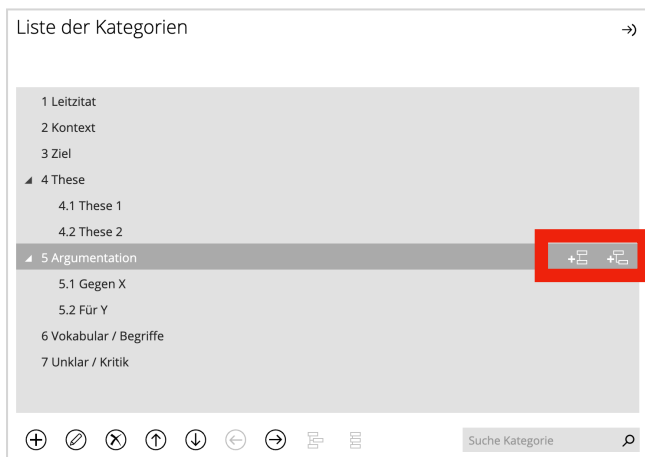 Liste der Kategorien
1 Leitzitat
2 Kontext
3 Ziel
4 These
4.1 These 1
4.2 These 2
5 Argumentation
5.1 Gegen X
5.2 Für Y
6 Vokabular / Begriffe
7 Unklar / Kritik
Suche Kategorie